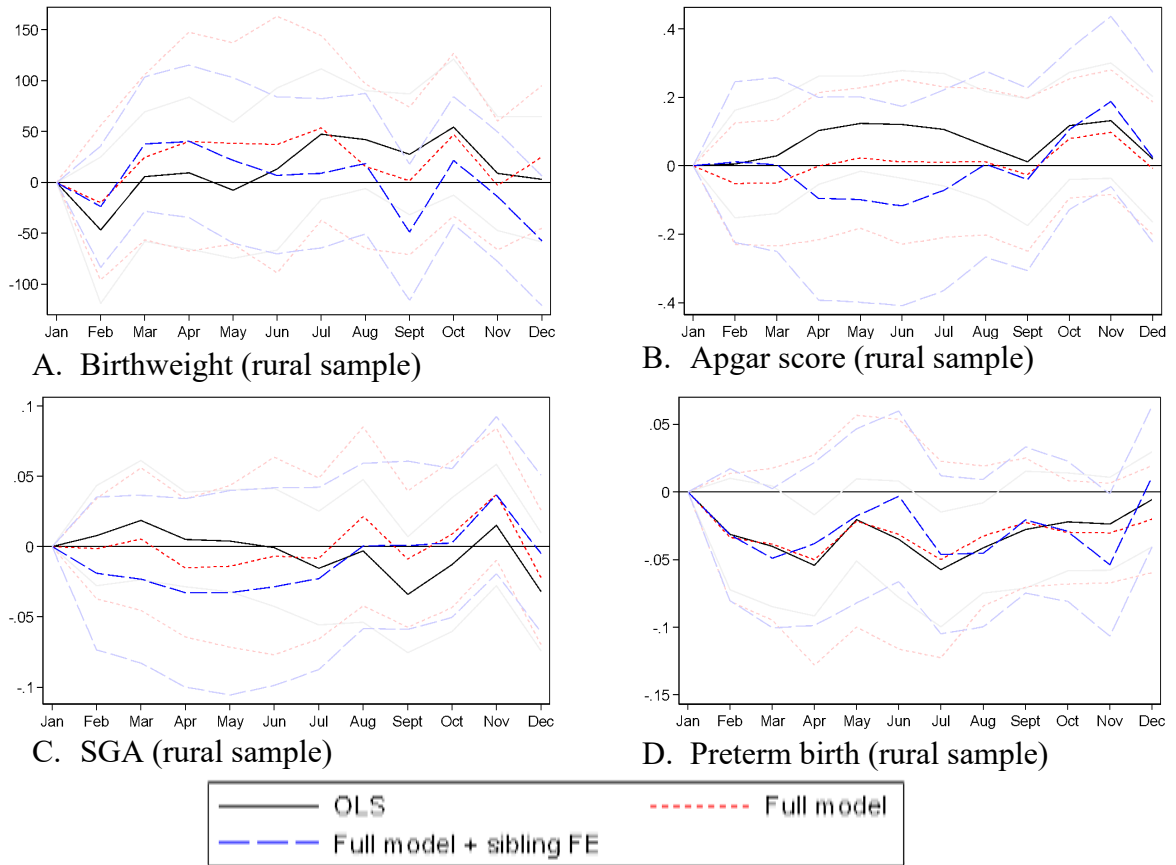 150
100
50
0
-50
-100
Jan Feb Mar Apr May Jun Jul Aug Sept Oct Nov Dec
A. Birthweight (rural sample)
.4
.2
0
-.2
-.4
Jan Feb Mar Apr May Jun Jul Aug Sept Oct Nov Ded
B. Apgar score (rural sample)
.1
.05
0
-.05
-.1
Jan Feb Mar Apr May Jun Jul Aug Sept Oct Nov Dec
C. SGA (rural sample)
.05
0
-.05
-.1
-.15
Jan Feb Mar Apr May Jun Jul Aug Sept Oct Nov Dec
D. Preterm birth (rural sample)
OLS
Full model
Full model + sibling FE